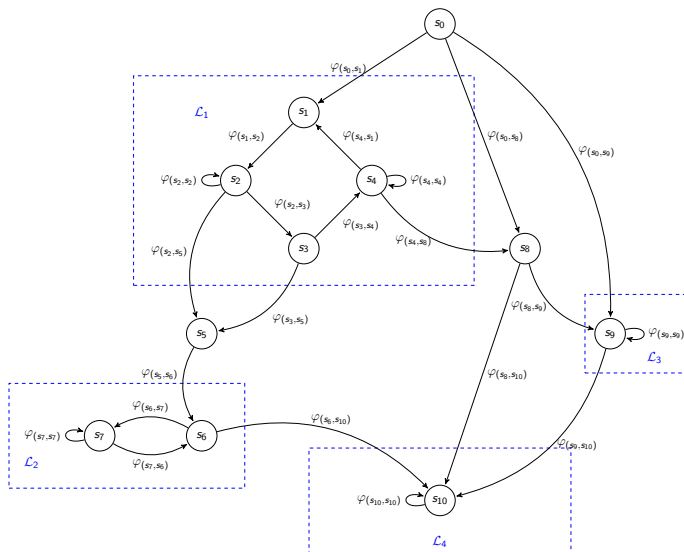 s₀
φ(s₀,s₁)
ℒ₁
s₁
φ(s₁,s₂)
φ(s₄,s₁)
φ(s₀,s₈)
φ(s₀,s₉)
φ(s₂,s₂)
s₂
s₄
φ(s₄,s₄)
φ(s₂,s₃)
φ(s₃,s₄)
φ(s₂,s₅)
s₃
φ(s₄,s₈)
s₈
φ(s₃,s₅)
φ(s₈,s₉)
s₅
s₉
φ(s₉,s₉)
ℒ₃
φ(s₅,s₆)
φ(s₈,s₁₀)
φ(s₆,s₇)
φ(s₆,s₁₀)
φ(s₇,s₇)
s₇
s₆
φ(s₉,s₁₀)
ℒ₂
φ(s₇,s₆)
φ(s₁₀,s₁₀)
s₁₀
ℒ₄